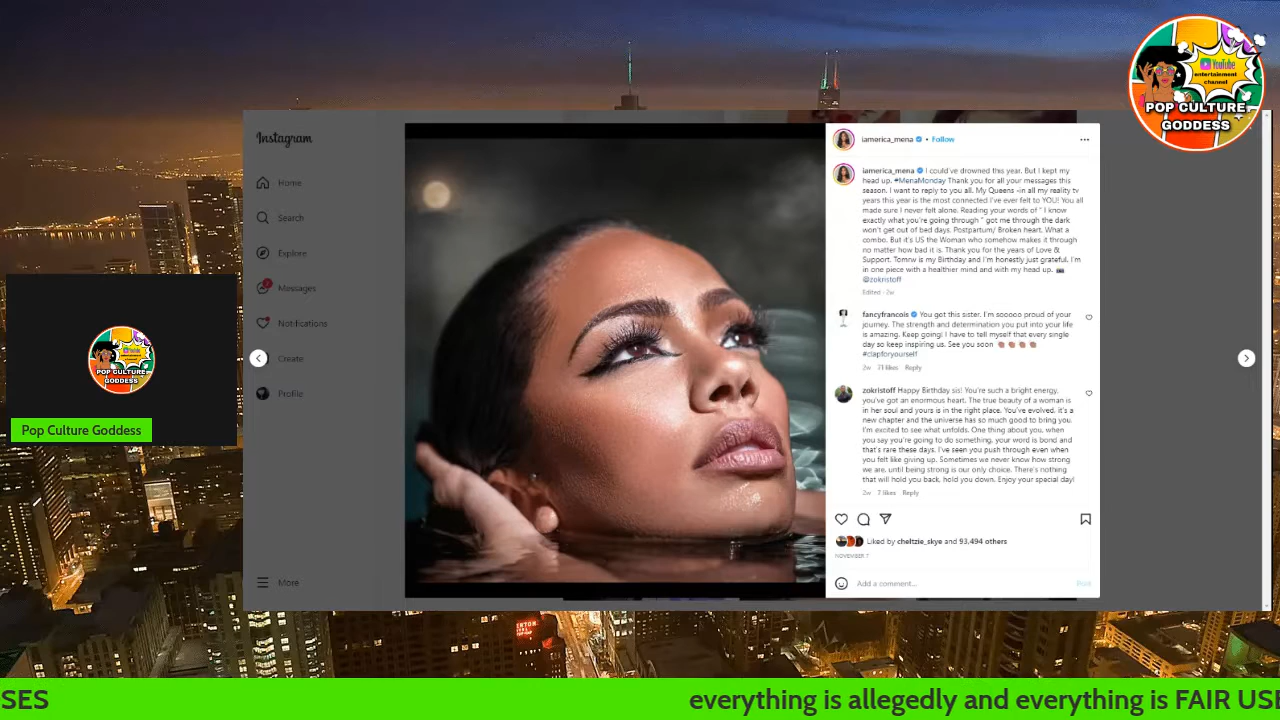 YouTube
entertainment
channel
POP CULTURE
GODDESS
Instagram
Home
Search
Explore
Messages
Notifications
Create
Profile
More
iamerica_mena • Follow
iamerica_mena I could've drowned this year. But I kept my
head up. #MenaMonday Thank you for all your messages this
season. I want to reply to you all. My Queens -in all my reality tv
years this year is the most connected I've ever felt to YOU! You all
made sure I never felt alone. Reading your words of " I know
exactly what you're going through " got me through the dark
won't get out of bed days. Postpartum/ Broken heart. What a
combo. But it's US the Woman who somehow makes it through
no matter how bad it is. Thank you for the years of Love &
Support. Tomrw is my Birthday and I'm honestly just grateful. I'm
in one piece with a healthier mind and with my head up. 📷
@zokristoff
Edited · 2w
fancyfrancois You got this sister. I'm sooooo proud of your
journey. The strength and determination you put into your life
is amazing. Keep going! I have to tell myself that every single
day so keep inspiring us. See you soon 👏🏽 👏🏽 👏🏽 👏🏽
#clapforyourself
2w 71 likes Reply
zokristoff Happy Birthday sis! You're such a bright energy,
you've got an enormous heart. The true beauty of a woman is
in her soul and yours is in the right place. You've evolved, it's a
new chapter and the universe has so much good to bring you.
I'm excited to see what unfolds. One thing about you, when
you say you're going to do something, your word is bond and
that's rare these days. I've seen you push through even when
you felt like giving up. Sometimes we never know how strong
we are, until being strong is our only choice. There's nothing
that will hold you back, hold you down. Enjoy your special day!
2w 7 likes Reply
Liked by cheltzie_skye and 93,494 others
NOVEMBER 7
Add a comment...
Post
POP CULTURE
GODDESS
Pop Culture Goddess
SES
everything is allegedly and everything is FAIR USE